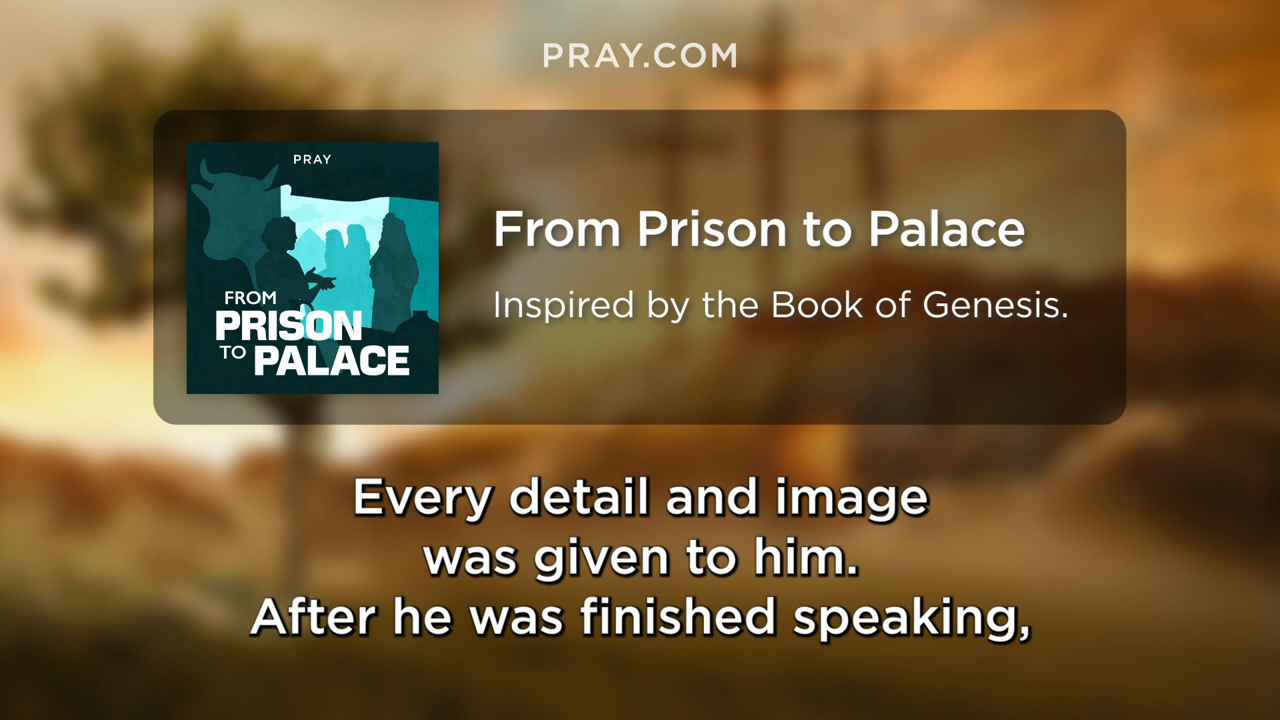 PRAY.COM
PRAY
FROM
PRISON
TO PALACE
From Prison to Palace
Inspired by the Book of Genesis.
Every detail and image
was given to him.
After he was finished speaking,